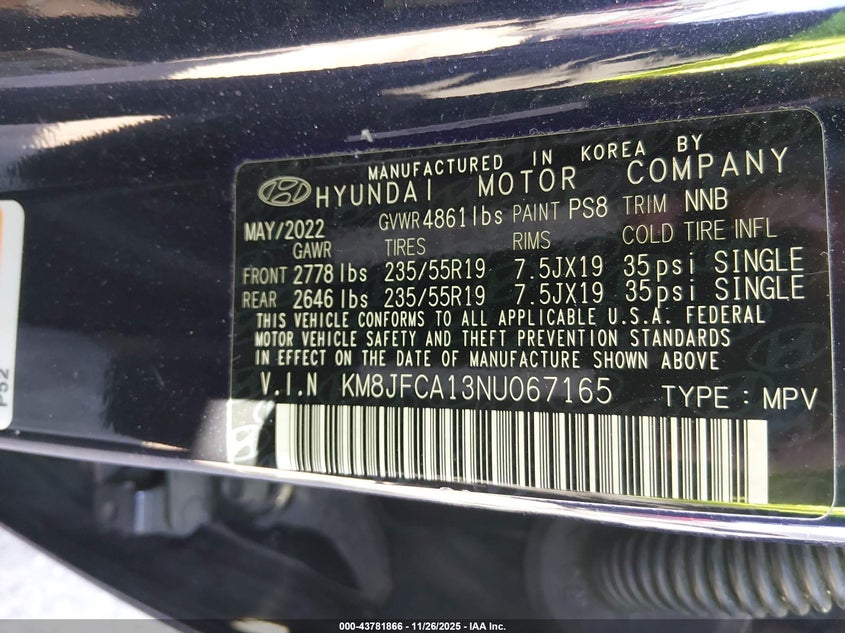 MANUFACTURED IN KOREA BY
HYUNDAI MOTOR COMPANY
MAY/2022 GVWR 4861lbs PAINT PS8 TRIM NNB
GAWR TIRES RIMS COLD TIRE INFL
FRONT 2778lbs 235/55R19 7.5JX19 35psi SINGLE
REAR 2646lbs 235/55R19 7.5JX19 35psi SINGLE
THIS VEHICLE CONFORMS TO ALL APPLICABLE U.S.A. FEDERAL
MOTOR VEHICLE SAFETY AND THEFT PREVENTION STANDARDS
IN EFFECT ON THE DATE OF MANUFACTURE SHOWN ABOVE
V.I.N KM8JFCA13NU067165 TYPE : MPV
P52
000-43781866 - 11/26/2025 - IAA Inc.